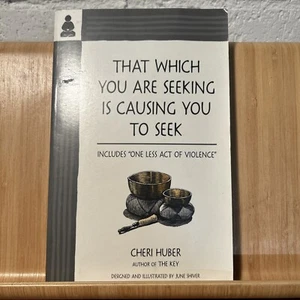 THAT WHICH
YOU ARE SEEKING
IS CAUSING YOU
TO SEEK
INCLUDES "ONE LESS ACT OF VIOLENCE"
CHERI HUBER
AUTHOR OF THE KEY
DESIGNED AND ILLUSTRATED BY JUNE SHIVER